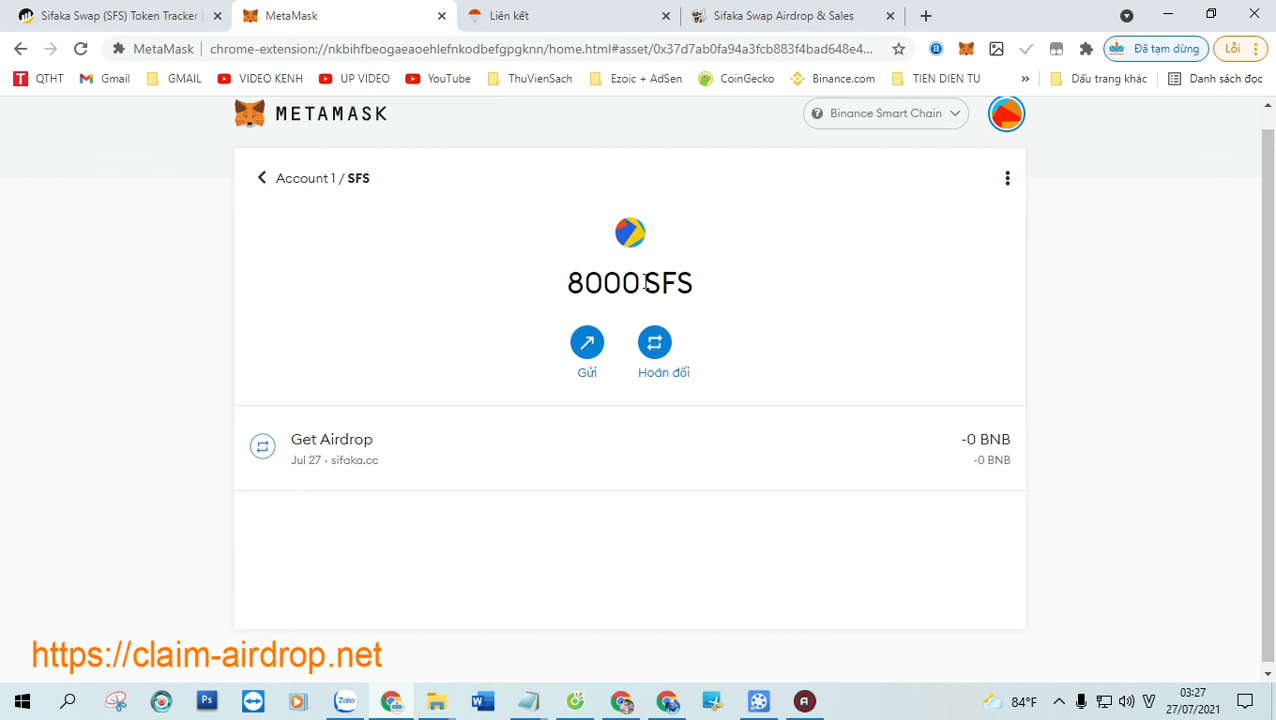 Sifaka Swap (SFS) Token Tracker
MetaMask
Liên kết
Sifaka Swap Airdrop & Sales
MetaMask
chrome-extension://nkbihfbeogaeaoehlefnkodbefgpgknn/home.html#asset/0x37d7ab0fa94a3fcb883f4bad648e4...
Đã tạm dừng
Lỗi
QTHT
Gmail
GMAIL
VIDEO KENH
UP VIDEO
YouTube
ThuVienSach
Ezoic + AdSen
CoinGecko
Binance.com
TIEN DIEN TU
»
Dấu trang khác
Danh sách đọc
METAMASK
Binance Smart Chain
Account 1 / SFS
8000 SFS
Gửi
Hoán đổi
Get Airdrop
-0 BNB
Jul 27 · sifaka.cc
-0 BNB
https://claim-airdrop.net
Ps
Zalo
84°F
V
03:27
27/07/2021